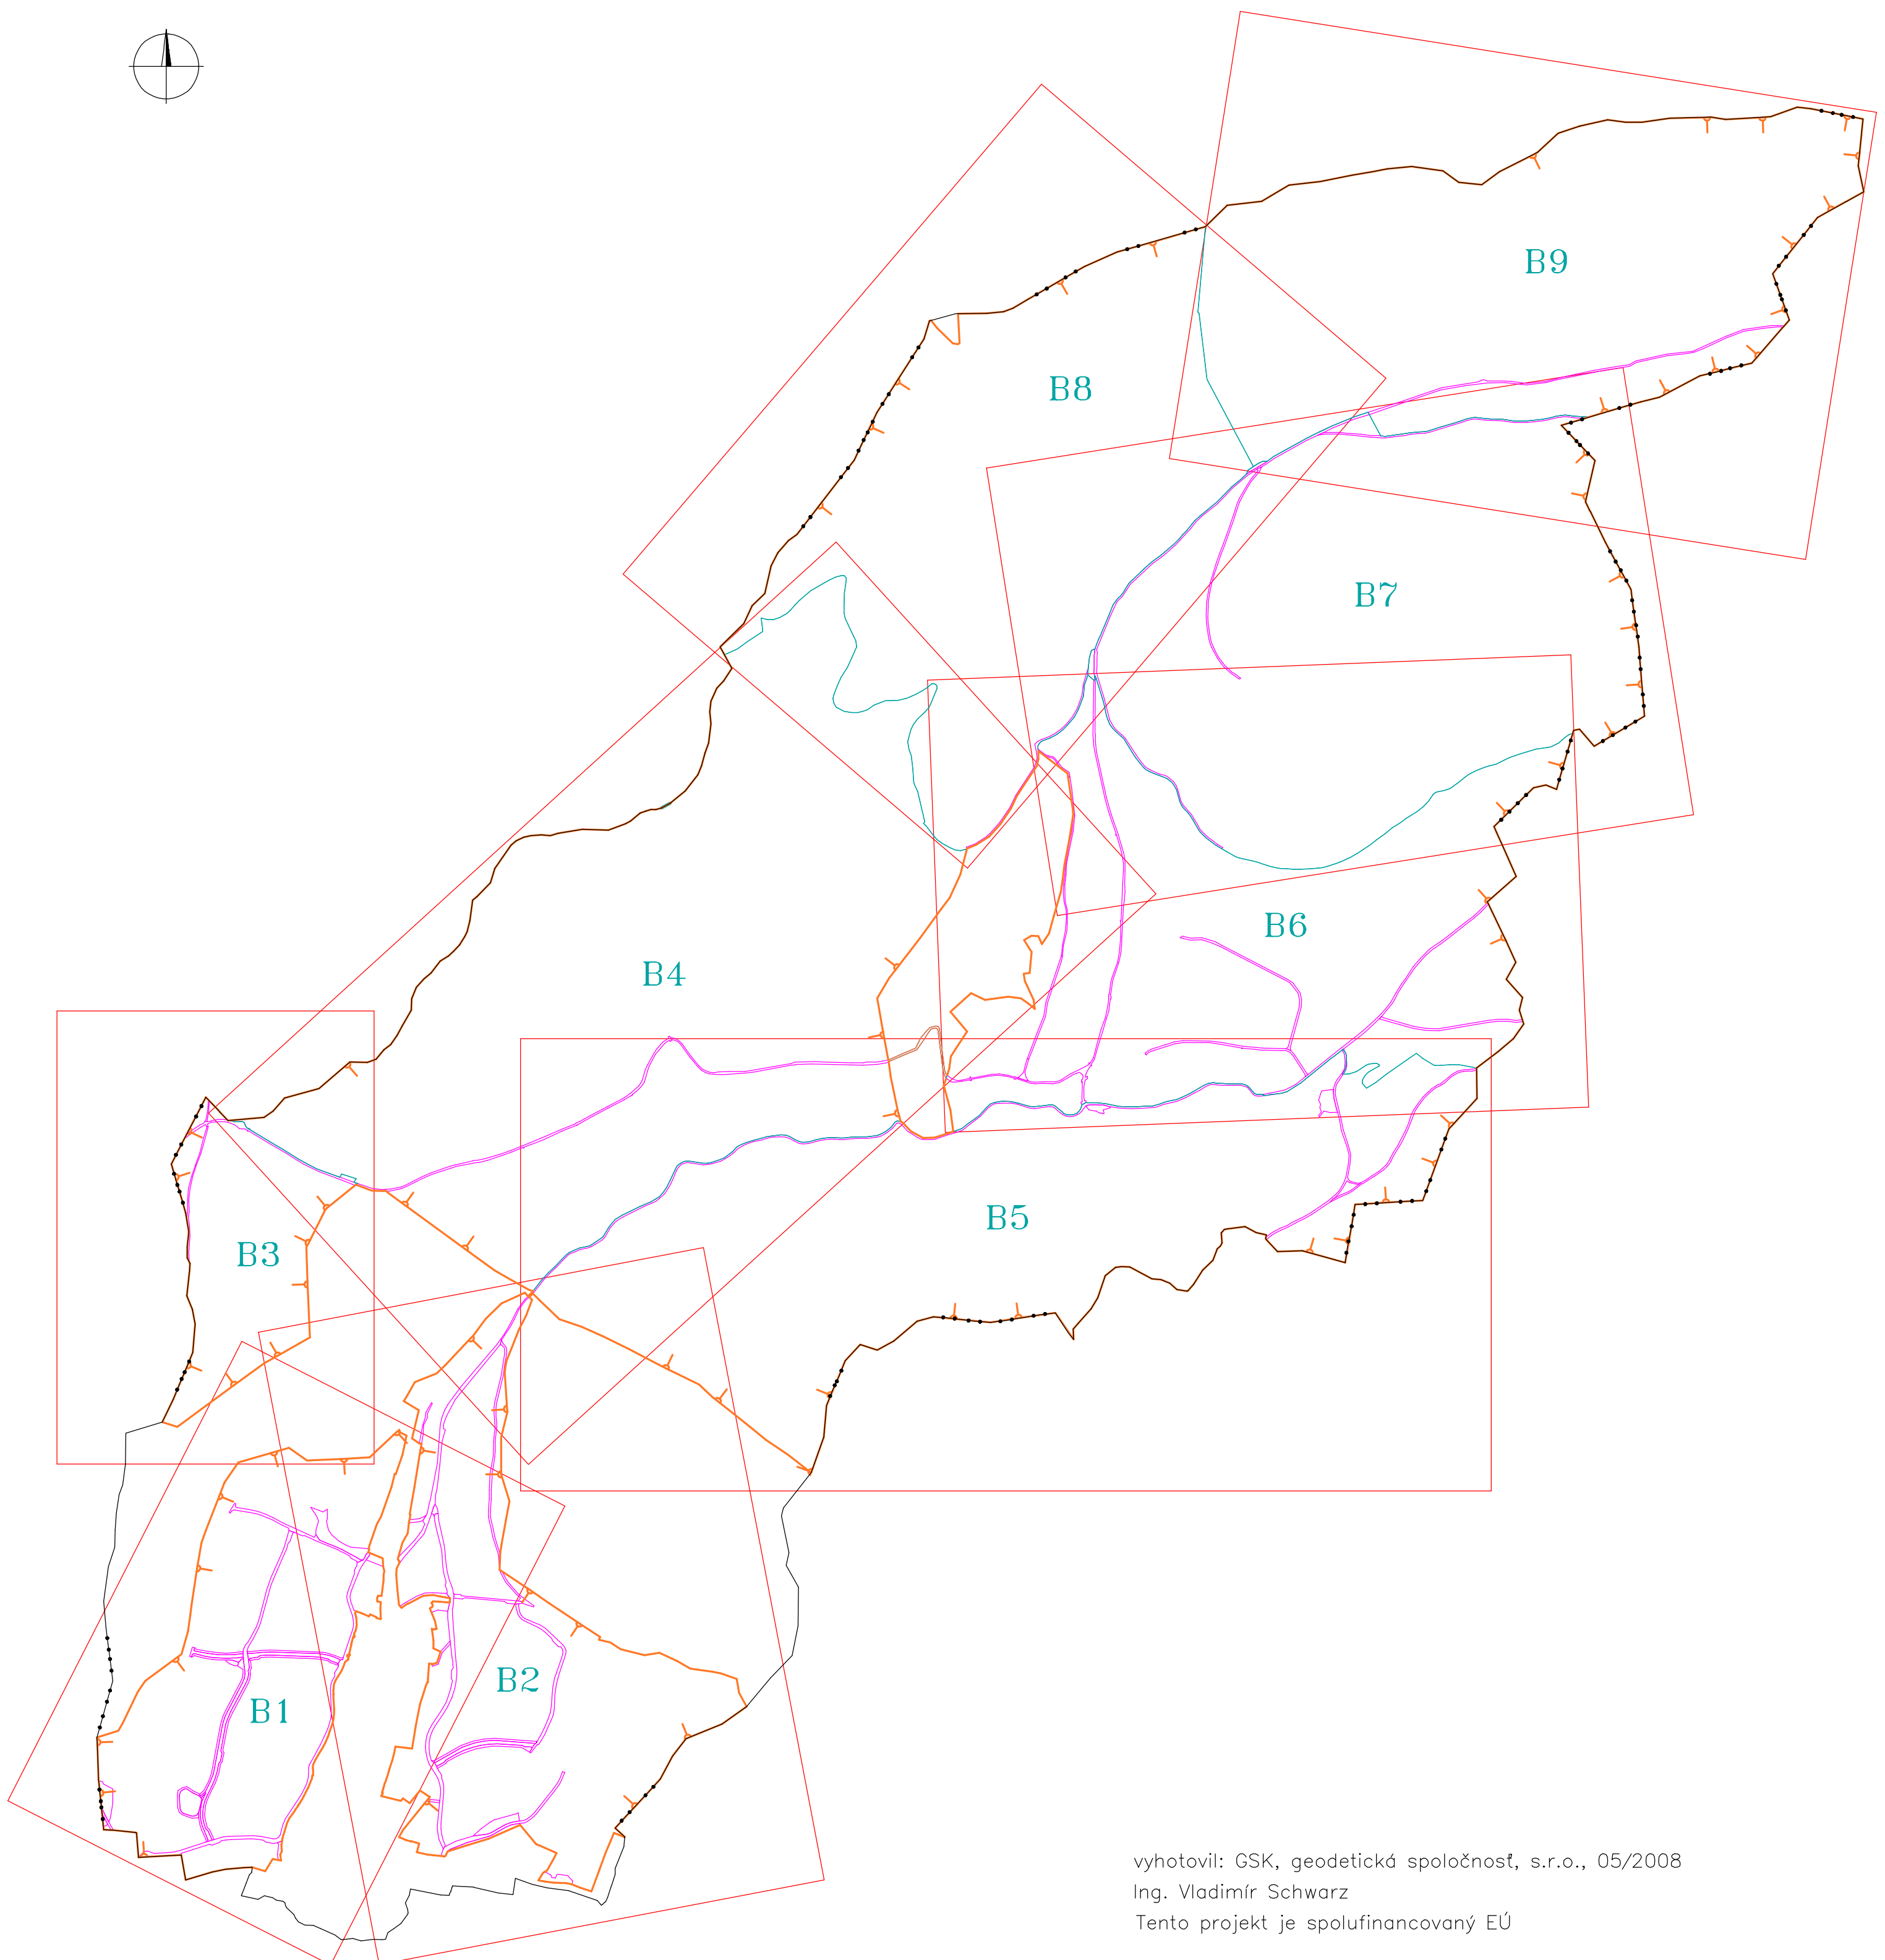 B9
B8
B7
B6
B4
B5
B3
B2
B1
vyhotovil: GSK, geodetická spoločnosť, s.r.o., 05/2008
Ing. Vladimír Schwarz
Tento projekt je spolufinancovaný EÚ